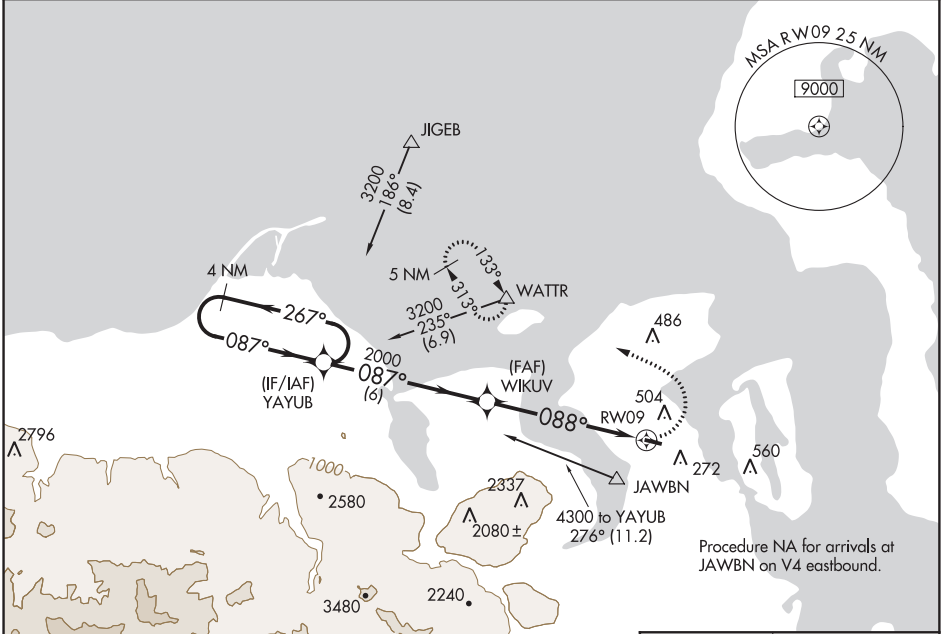 MSA RW09 25 NM
9000
JIGEB
3200
186°
(8.4)
4 NM
5 NM
133°
313°
WATTR
3200
235°
(6.9)
267°
087°
(IF/IAF)
YAYUB
2000
087°
(6)
(FAF)
WIKUV
088°
RW09
486
504
272
560
JAWBN
4300 to YAYUB
276° (11.2)
Procedure NA for arrivals at
JAWBN on V4 eastbound.
2796
1000
2580
2337
2080±
3480
2240